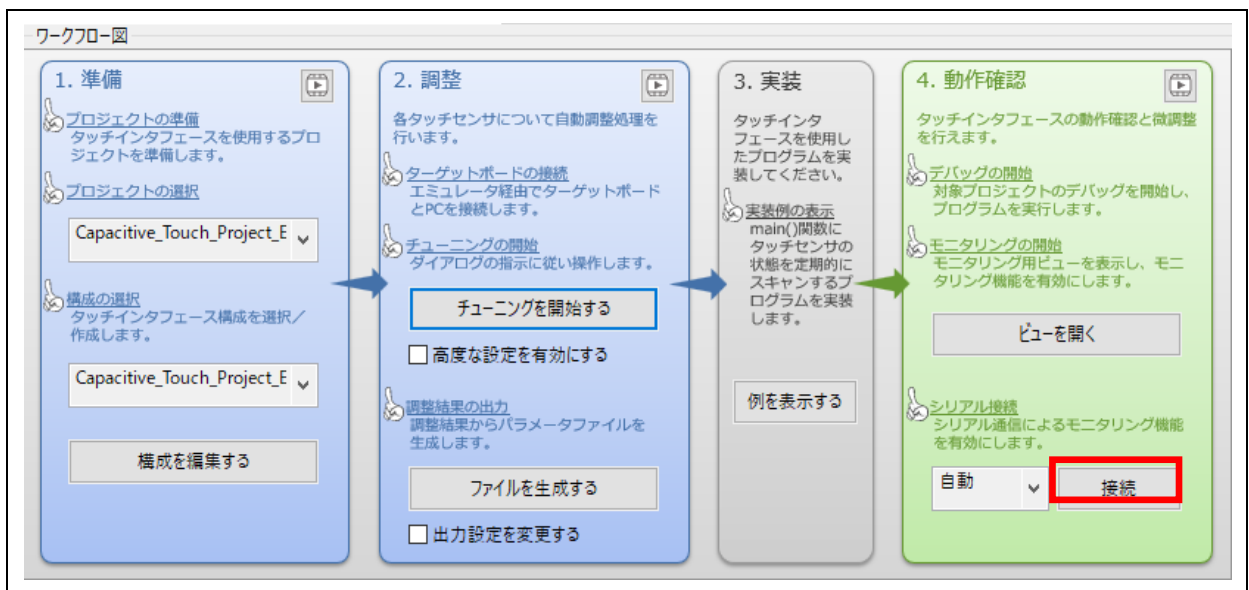 ワークフロー図
1. 準備
プロジェクトの準備
タッチインタフェースを使用するプロ
ジェクトを準備します。
プロジェクトの選択
Capacitive_Touch_Project_E
構成の選択
タッチインタフェース構成を選択/
作成します。
Capacitive_Touch_Project_E
構成を編集する
2. 調整
各タッチセンサについて自動調整処理を
行います。
ターゲットボードの接続
エミュレータ経由でターゲットボード
とPCを接続します。
チューニングの開始
ダイアログの指示に従い操作します。
チューニングを開始する
高度な設定を有効にする
調整結果の出力
調整結果からパラメータファイルを
生成します。
ファイルを生成する
出力設定を変更する
3. 実装
タッチインタ
フェースを使用し
たプログラムを実
装してください。
実装例の表示
main()関数に
タッチセンサの
状態を定期的に
スキャンするプ
ログラムを実装
します。
例を表示する
4. 動作確認
タッチインタフェースの動作確認と微調整
を行えます。
デバッグの開始
対象プロジェクトのデバッグを開始し、
プログラムを実行します。
モニタリングの開始
モニタリング用ビューを表示し、モニ
タリング機能を有効にします。
ビューを開く
シリアル接続
シリアル通信によるモニタリング機能
を有効にします。
自動
接続